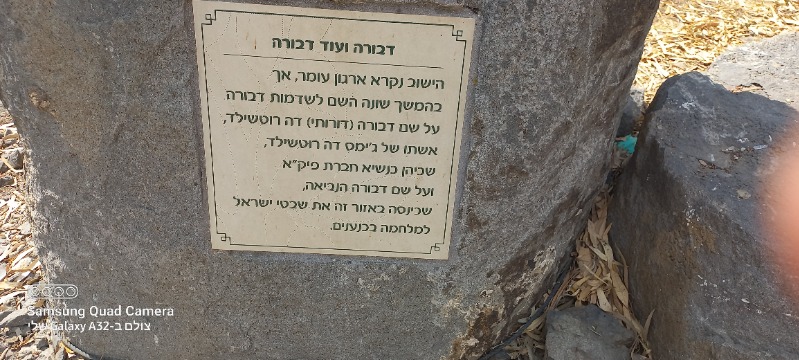 דבורה ועוד דבורה
הישוב נקרא ארגון עומר, אך
בהמשך שונה השם לשדמות דבורה
על שם דבורה (דורותי) דה רוטשילד,
אשתו של ג'ימס דה רוטשילד,
שכיהן כנשיא חברת פיק"א
ועל שם דבורה הנביאה,
שכינסה באזור זה את שבטי ישראל
למלחמה בכנענים.
Samsung Quad Camera
צולם ב-Galaxy A32 שלי